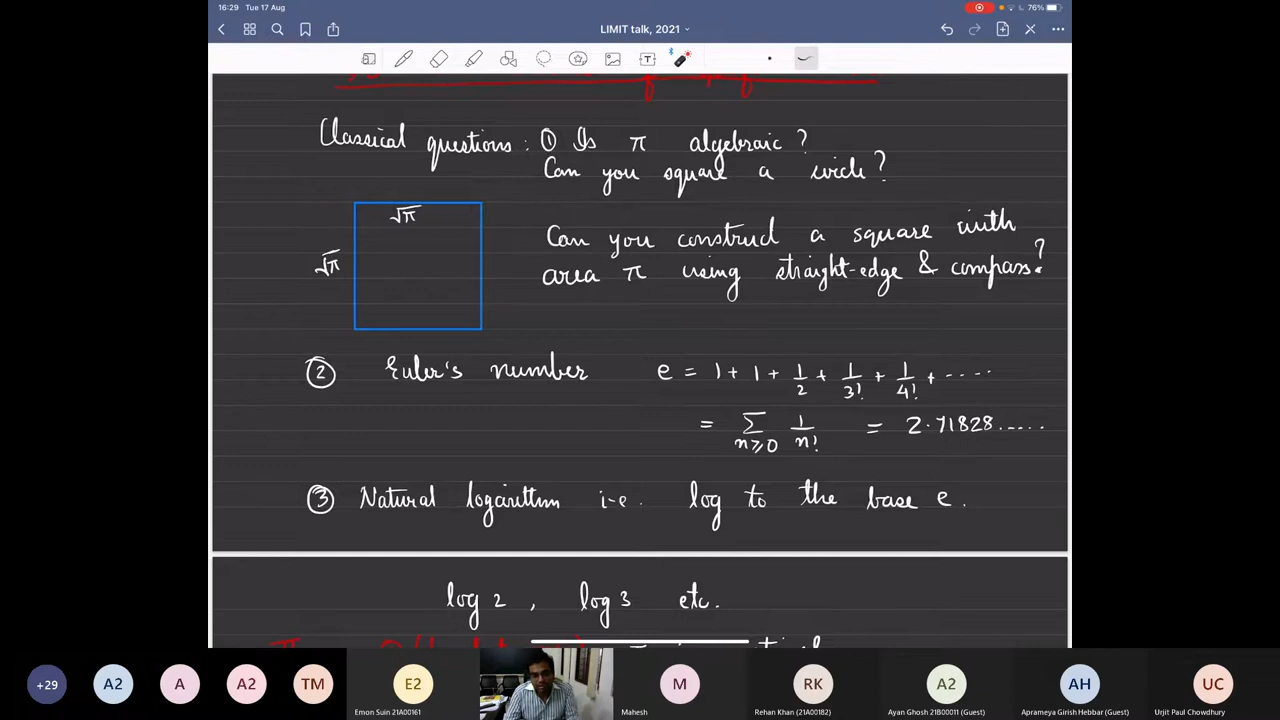 16:29 Tue 17 Aug
76%
LIMIT talk, 2021
Classical questions : ① Is π algebraic ?
Can you square a circle ?
√π
√π
Can you construct a square with
area π using straight-edge & compass ?
② Euler's number e = 1 + 1 + 1/2 + 1/3! + 1/4! + .....
= ∑ n≥0 1/n! = 2.71828.....
③ Natural logarithm i.e. log to the base e.
log 2 , log 3 etc.
+29 A2 A A2 TM E2 M RK A2 AH UC
Emon Suin 21A00161 Mahesh Rehan Khan (21A00182) Ayan Ghosh 21B00011 (Guest) Aprameya Girish Hebbar (Guest) Urjit Paul Chowdhury